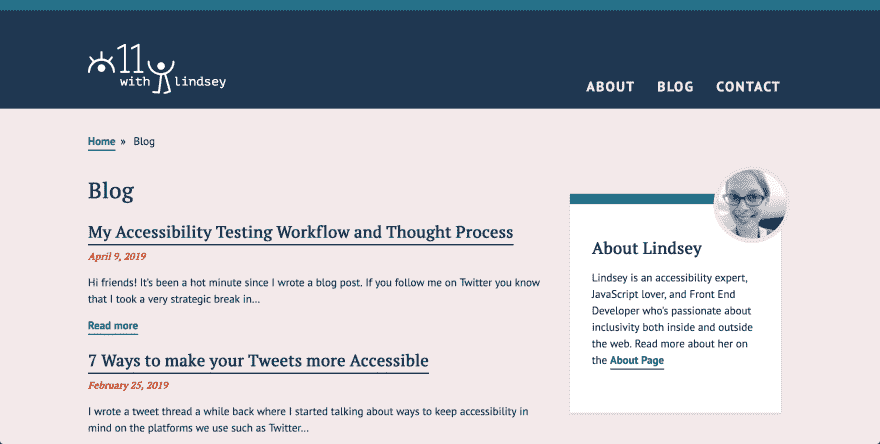 a11y
with lindsey
ABOUT BLOG CONTACT
Home » Blog
Blog
My Accessibility Testing Workflow and Thought Process
April 9, 2019
Hi friends! It's been a hot minute since I wrote a blog post. If you follow me on Twitter you know
that I took a very strategic break in...
Read more
7 Ways to make your Tweets more Accessible
February 25, 2019
I wrote a tweet thread a while back where I started talking about ways to keep accessibility in
mind on the platforms we use such as Twitter...
About Lindsey
Lindsey is an accessibility expert,
JavaScript lover, and Front End
Developer who's passionate about
inclusivity both inside and outside
the web. Read more about her on
the About Page